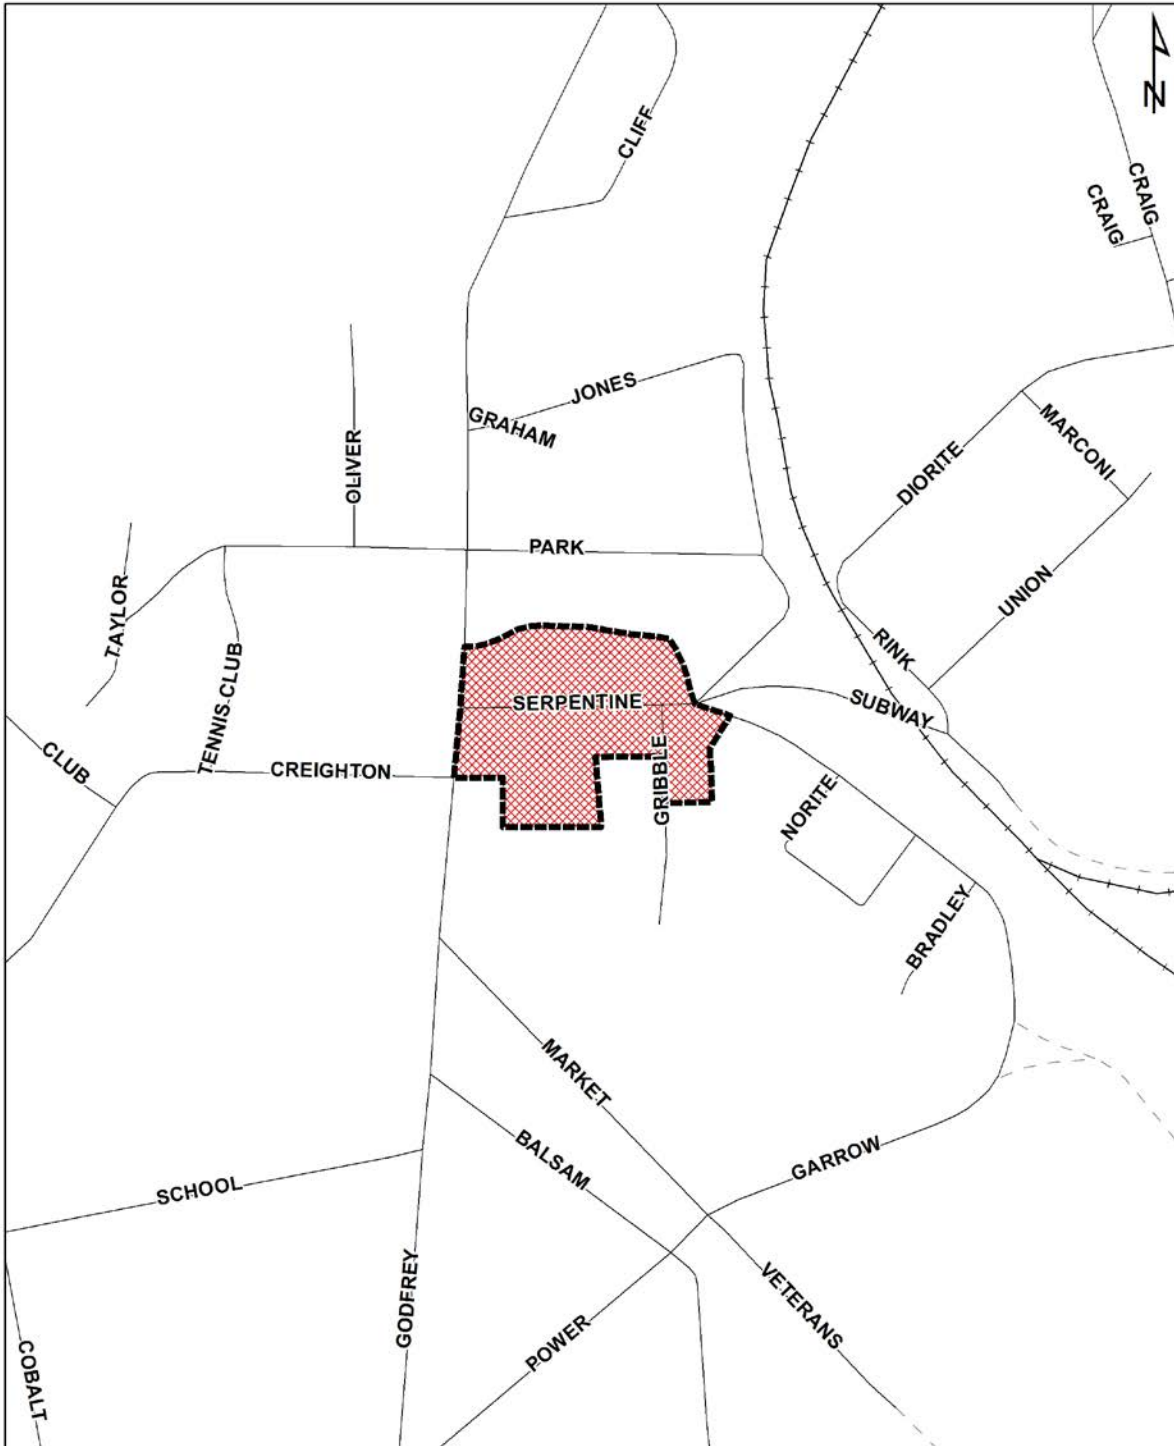 N
CLIFF
CRAIG
CRAIG
JONES
GRAHAM
OLIVER
MARCONI
DIORITE
PARK
TAYLOR
UNION
RINK
TENNIS CLUB
SERPENTINE
SUBWAY
CLUB
CREIGHTON
GRIBBLE
NORITE
BRADLEY
MARKET
BALSAM
GARROW
SCHOOL
GODFREY
VETERANS
POWER
COBALT